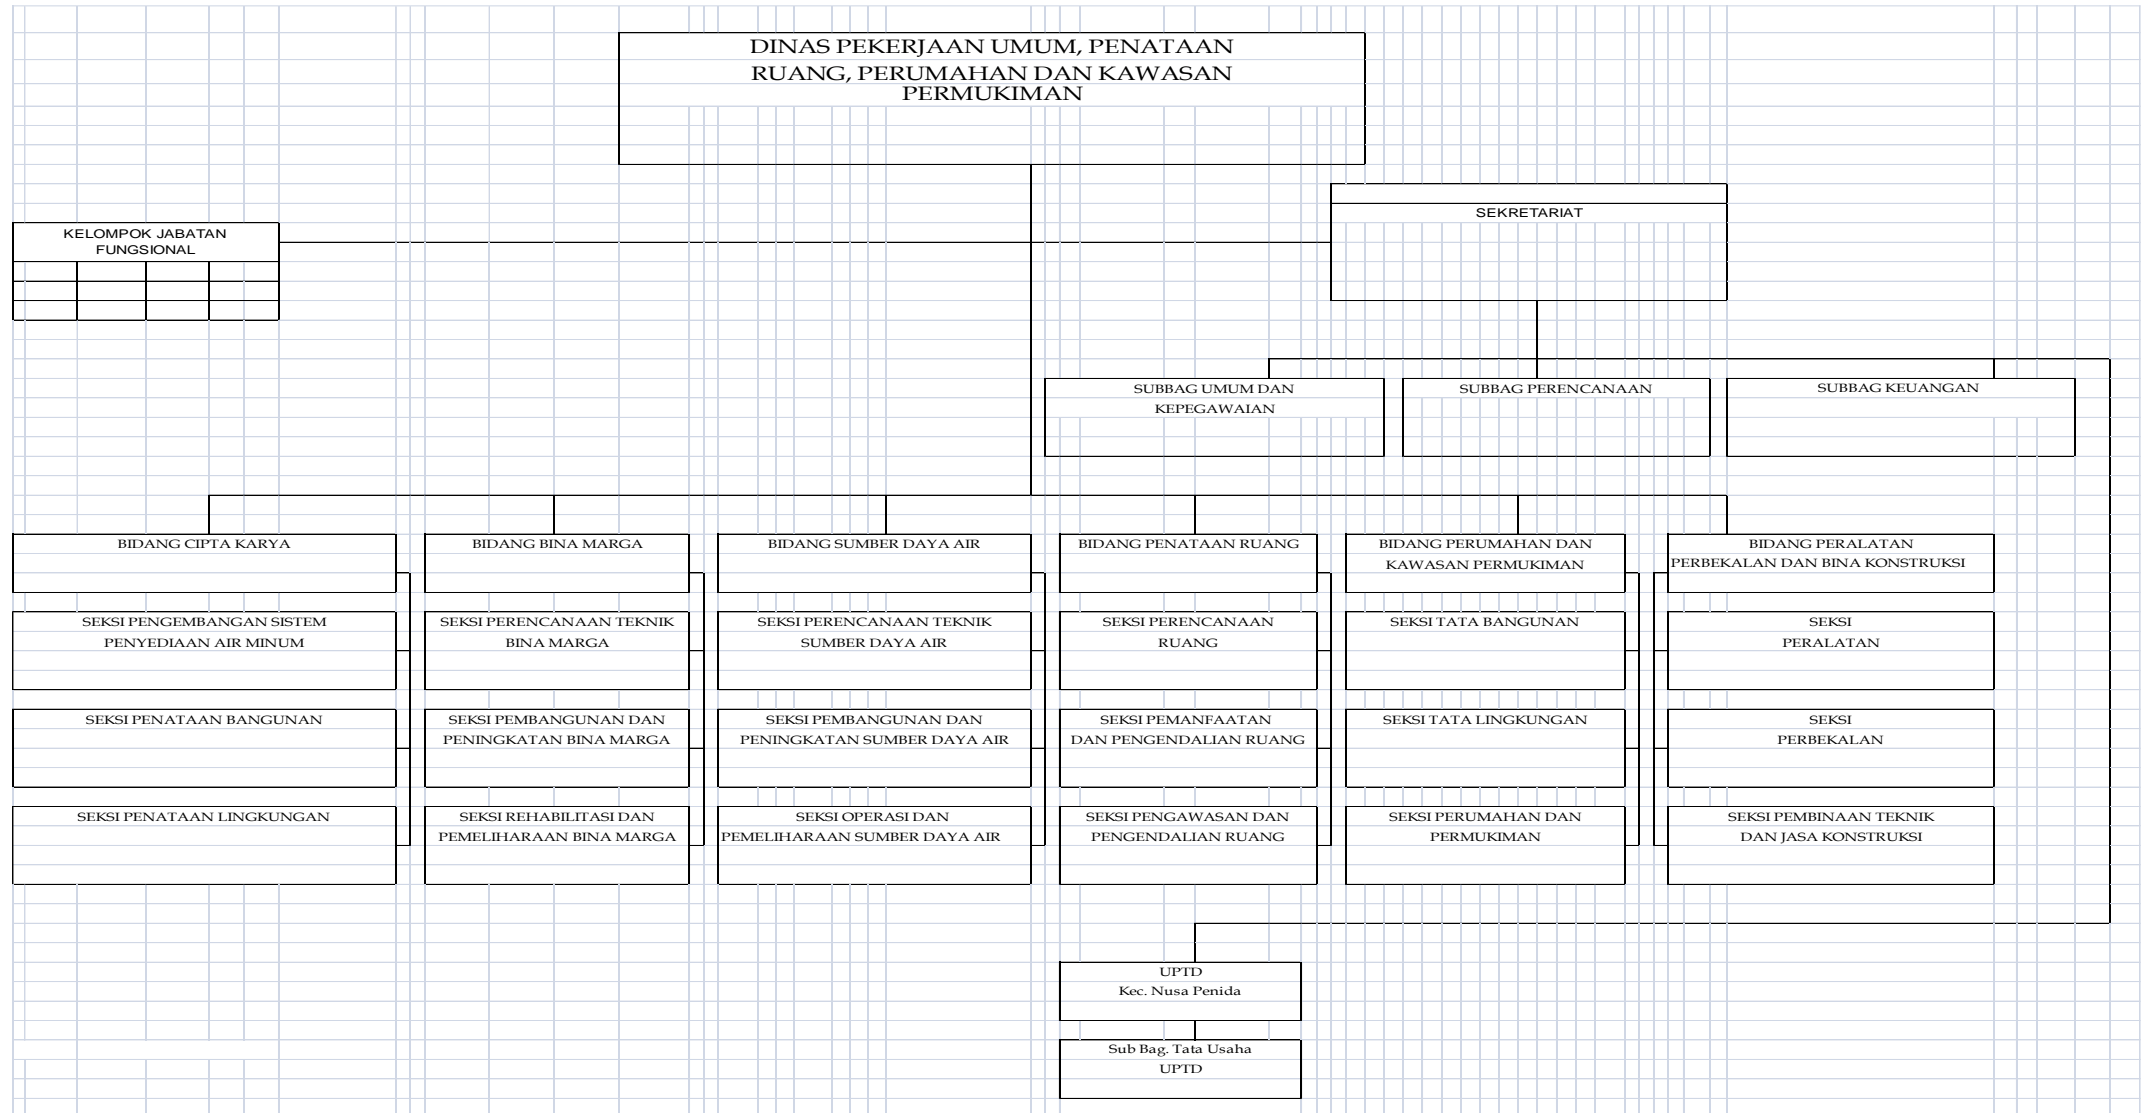 DINAS PEKERJAAN UMUM, PENATAAN
RUANG, PERUMAHAN DAN KAWASAN
PERMUKIMAN
SEKRETARIAT
KELOMPOK JABATAN
FUNGSIONAL
SUBBAG UMUM DAN
KEPEGAWAIAN
SUBBAG PERENCANAAN
SUBBAG KEUANGAN
BIDANG CIPTA KARYA
BIDANG BINA MARGA
BIDANG SUMBER DAYA AIR
BIDANG PENATAAN RUANG
BIDANG PERUMAHAN DAN
KAWASAN PERMUKIMAN
BIDANG PERALATAN
PERBEKALAN DAN BINA KONSTRUKSI
SEKSI PENGEMBANGAN SISTEM
PENYEDIAAN AIR MINUM
SEKSI PERENCANAAN TEKNIK
BINA MARGA
SEKSI PERENCANAAN TEKNIK
SUMBER DAYA AIR
SEKSI PERENCANAAN
RUANG
SEKSI TATA BANGUNAN
SEKSI
PERALATAN
SEKSI PENATAAN BANGUNAN
SEKSI PEMBANGUNAN DAN
PENINGKATAN BINA MARGA
SEKSI PEMBANGUNAN DAN
PENINGKATAN SUMBER DAYA AIR
SEKSI PEMANFAATAN
DAN PENGENDALIAN RUANG
SEKSI TATA LINGKUNGAN
SEKSI
PERBEKALAN
SEKSI PENATAAN LINGKUNGAN
SEKSI REHABILITASI DAN
PEMELIHARAAN BINA MARGA
SEKSI OPERASI DAN
PEMELIHARAAN SUMBER DAYA AIR
SEKSI PENGAWASAN DAN
PENGENDALIAN RUANG
SEKSI PERUMAHAN DAN
PERMUKIMAN
SEKSI PEMBINAAN TEKNIK
DAN JASA KONSTRUKSI
UPTD
Kec. Nusa Penida
Sub Bag. Tata Usaha
UPTD